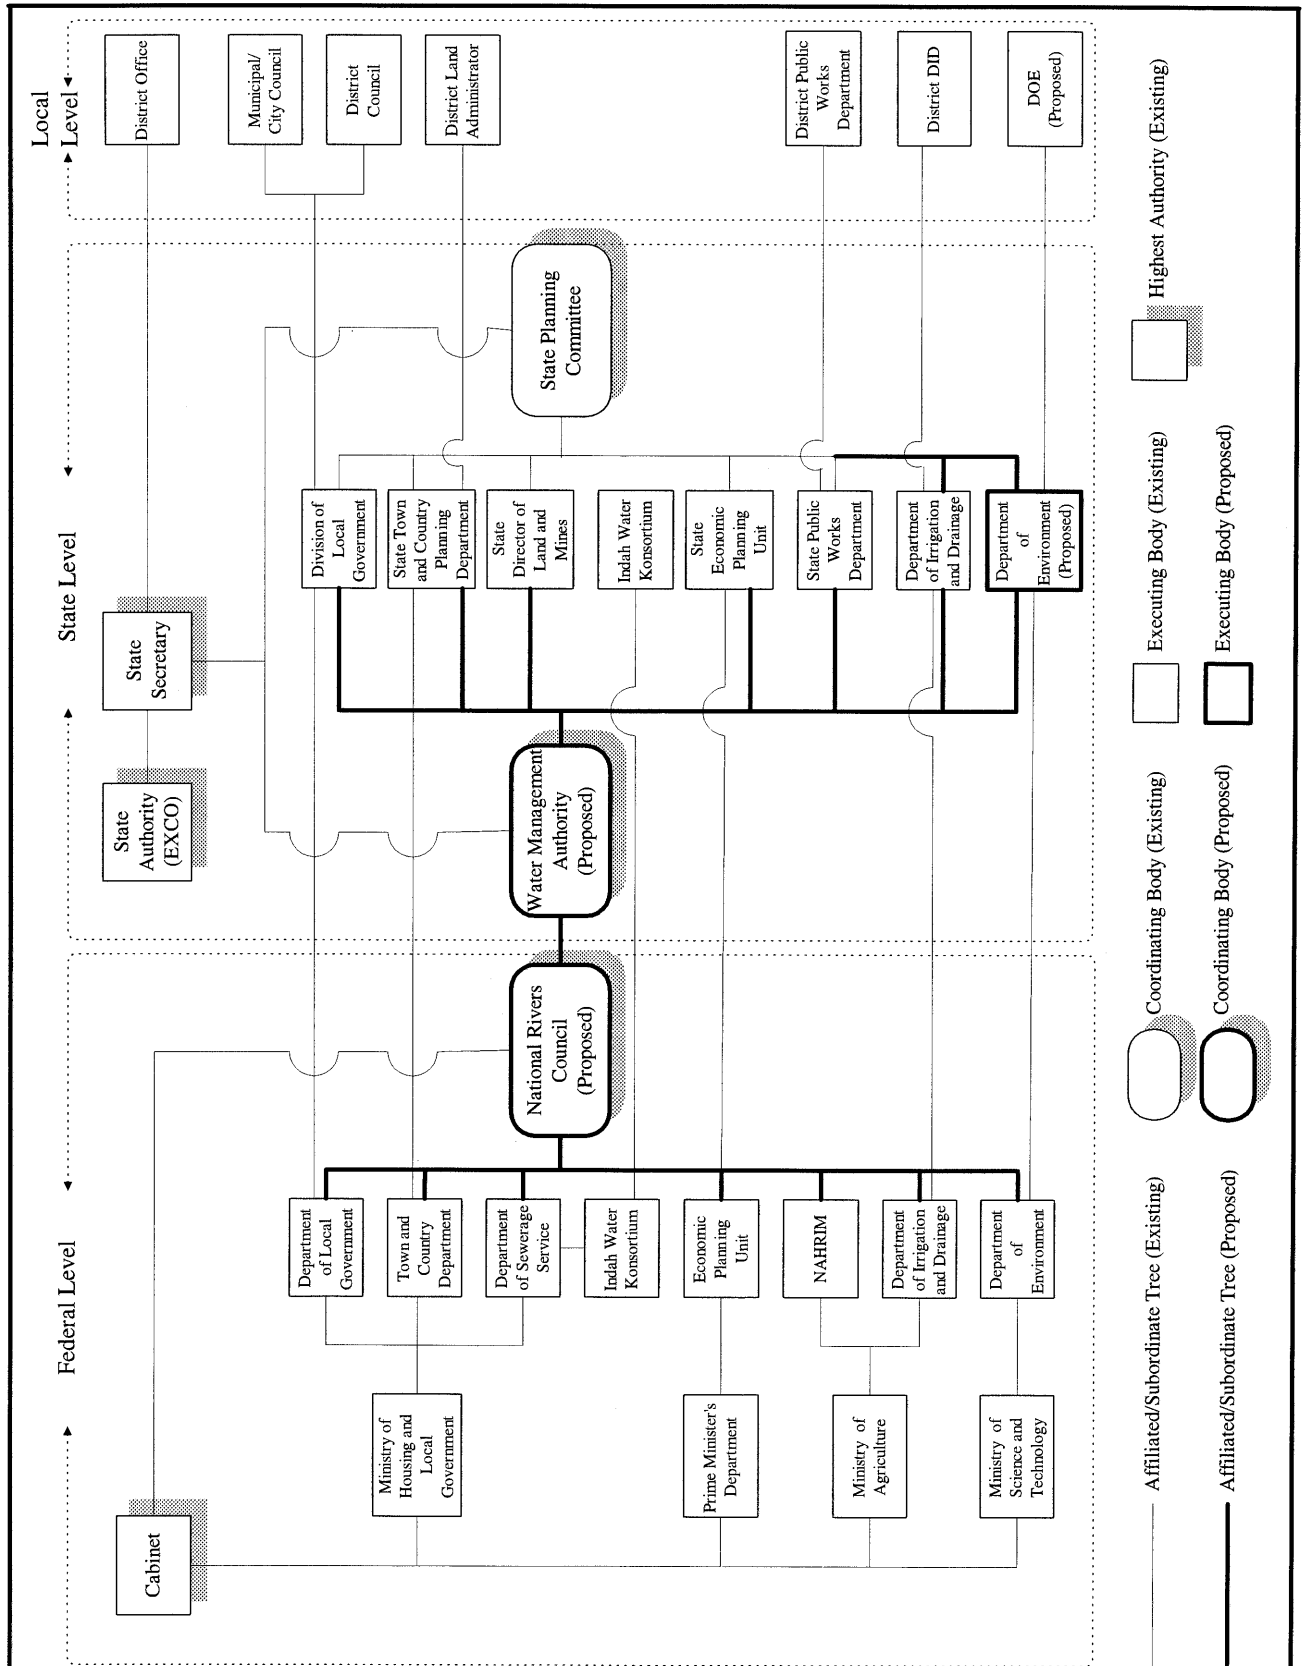 Federal Level
State Level
Local
Level
Cabinet
State
Authority
(EXCO)
State
Secretary
District Office
Ministry of
Housing and
Local
Government
Prime Minister's
Department
Ministry of
Agriculture
Ministry of
Science and
Technology
Department
of Local
Government
Town and
Country
Department
Department
of Sewerage
Service
Indah Water
Konsortium
Economic
Planning
Unit
NAHRIM
Department
of Irrigation
and Drainage
Department
of
Environment
National Rivers
Council
(Proposed)
Water Management
Authority
(Proposed)
Division of
Local
Government
State Town
and Country
Planning
Department
State
Director of
Land and
Mines
Indah Water
Konsortium
State
Economic
Planning
Unit
State Public
Works
Department
Department
of Irrigation
and Drainage
Department
of
Environment
(Proposed)
State Planning
Committee
Municipal/
City Council
District
Council
District Land
Administrator
District Public
Works
Department
District DID
DOE
(Proposed)
Affiliated/Subordinate Tree (Existing)
Coordinating Body (Existing)
Executing Body (Existing)
Highest Authority (Existing)
Affiliated/Subordinate Tree (Proposed)
Coordinating Body (Proposed)
Executing Body (Proposed)